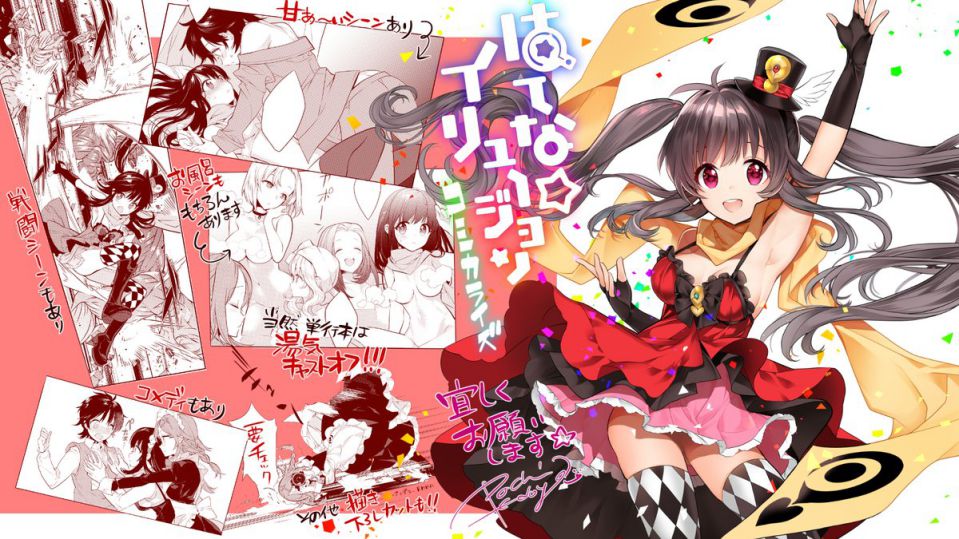 甘ぁ～いシーンあり
はてな☆
イリュージョン
コミカライズ
お風呂
シーンも
もちろん
あります
戦闘シーンもあり
当然単行本は
湯気
キャストオフ!!!
コメディもあり
要チェック
その他描き
下ろしカットも!!
宜しく
お願い
します☆